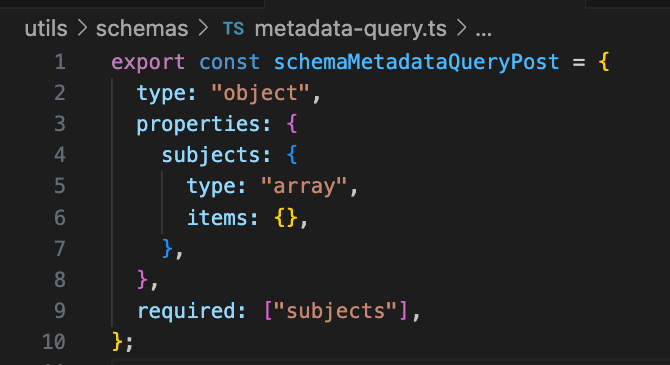 utils > schemas > TS metadata-query.ts > ...
1 export const schemaMetadataQueryPost = {
2   type: "object",
3   properties: {
4     subjects: {
5       type: "array",
6       items: {},
7     },
8   },
9   required: ["subjects"],
10 };